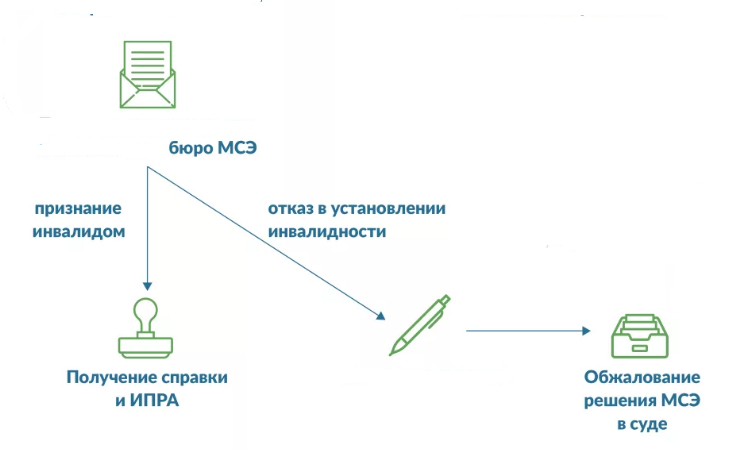 бюро МСЭ
признание
инвалидом
отказ в установлении
инвалидности
Получение справки
и ИПРА
Обжалование
решения МСЭ
в суде